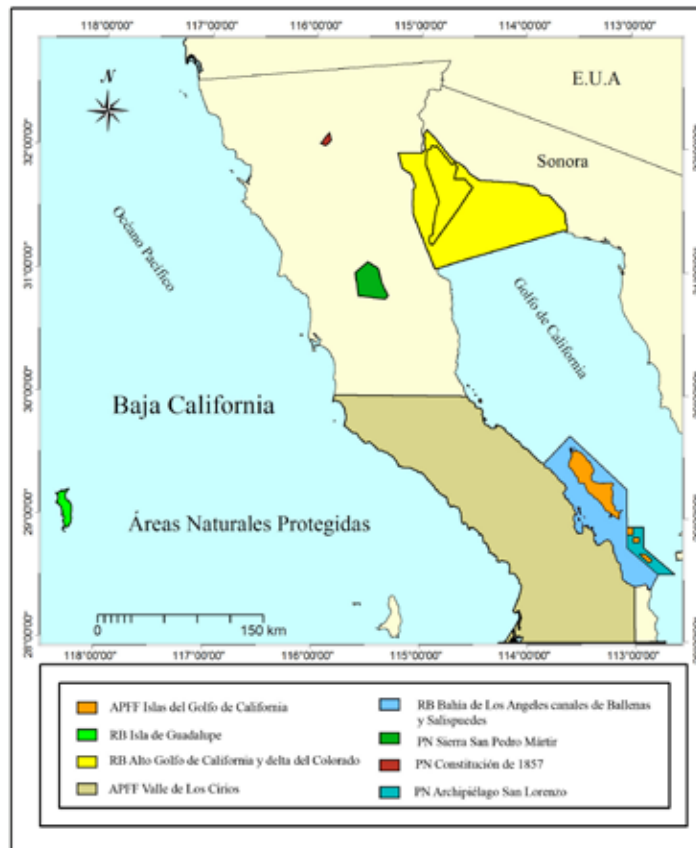 118°00'00" 117°00'00" 116°00'00" 115°00'00" 114°00'00" 113°00'00"
N
E.U.A
32°00'00"
Sonora
Océano Pacífico
31°00'00"
Golfo de California
30°00'00"
Baja California
29°00'00"
Áreas Naturales Protegidas
0 150 km
28°00'00"
118°00'00" 117°00'00" 116°00'00" 115°00'00" 114°00'00" 113°00'00"
APFF Islas del Golfo de California
RB Isla de Guadalupe
RB Alto Golfo de California y delta del Colorado
APFF Valle de Los Cirios
RB Bahía de Los Angeles canales de Ballenas
y Salispuedes
PN Sierra San Pedro Mártir
PN Constitución de 1857
PN Archipiélago San Lorenzo